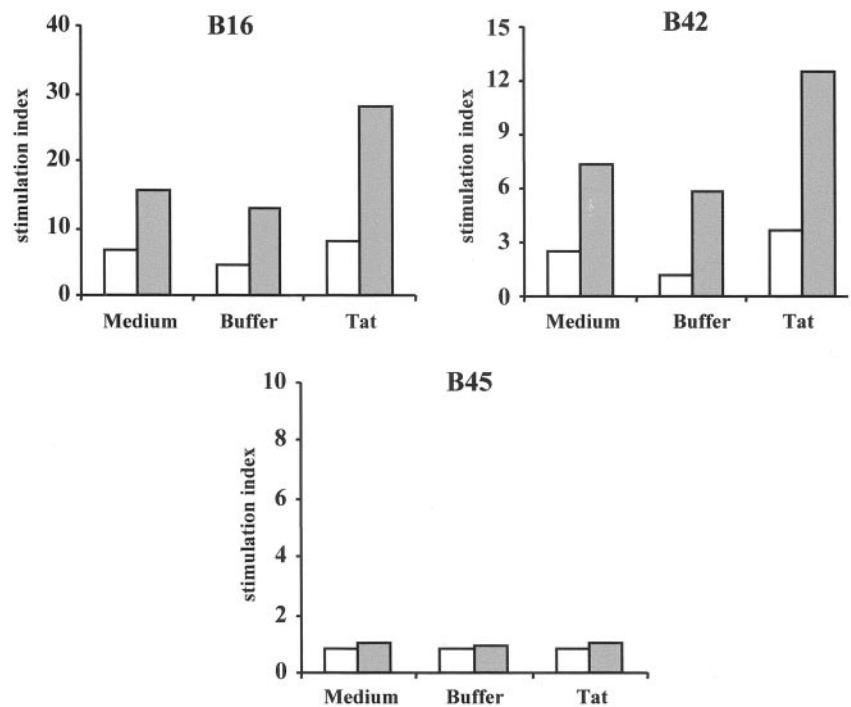 B16
stimulation index
40
30
20
10
0
Medium Buffer Tat
B42
stimulation index
15
12
9
6
3
0
Medium Buffer Tat
B45
stimulation index
10
8
6
4
2
0
Medium Buffer Tat